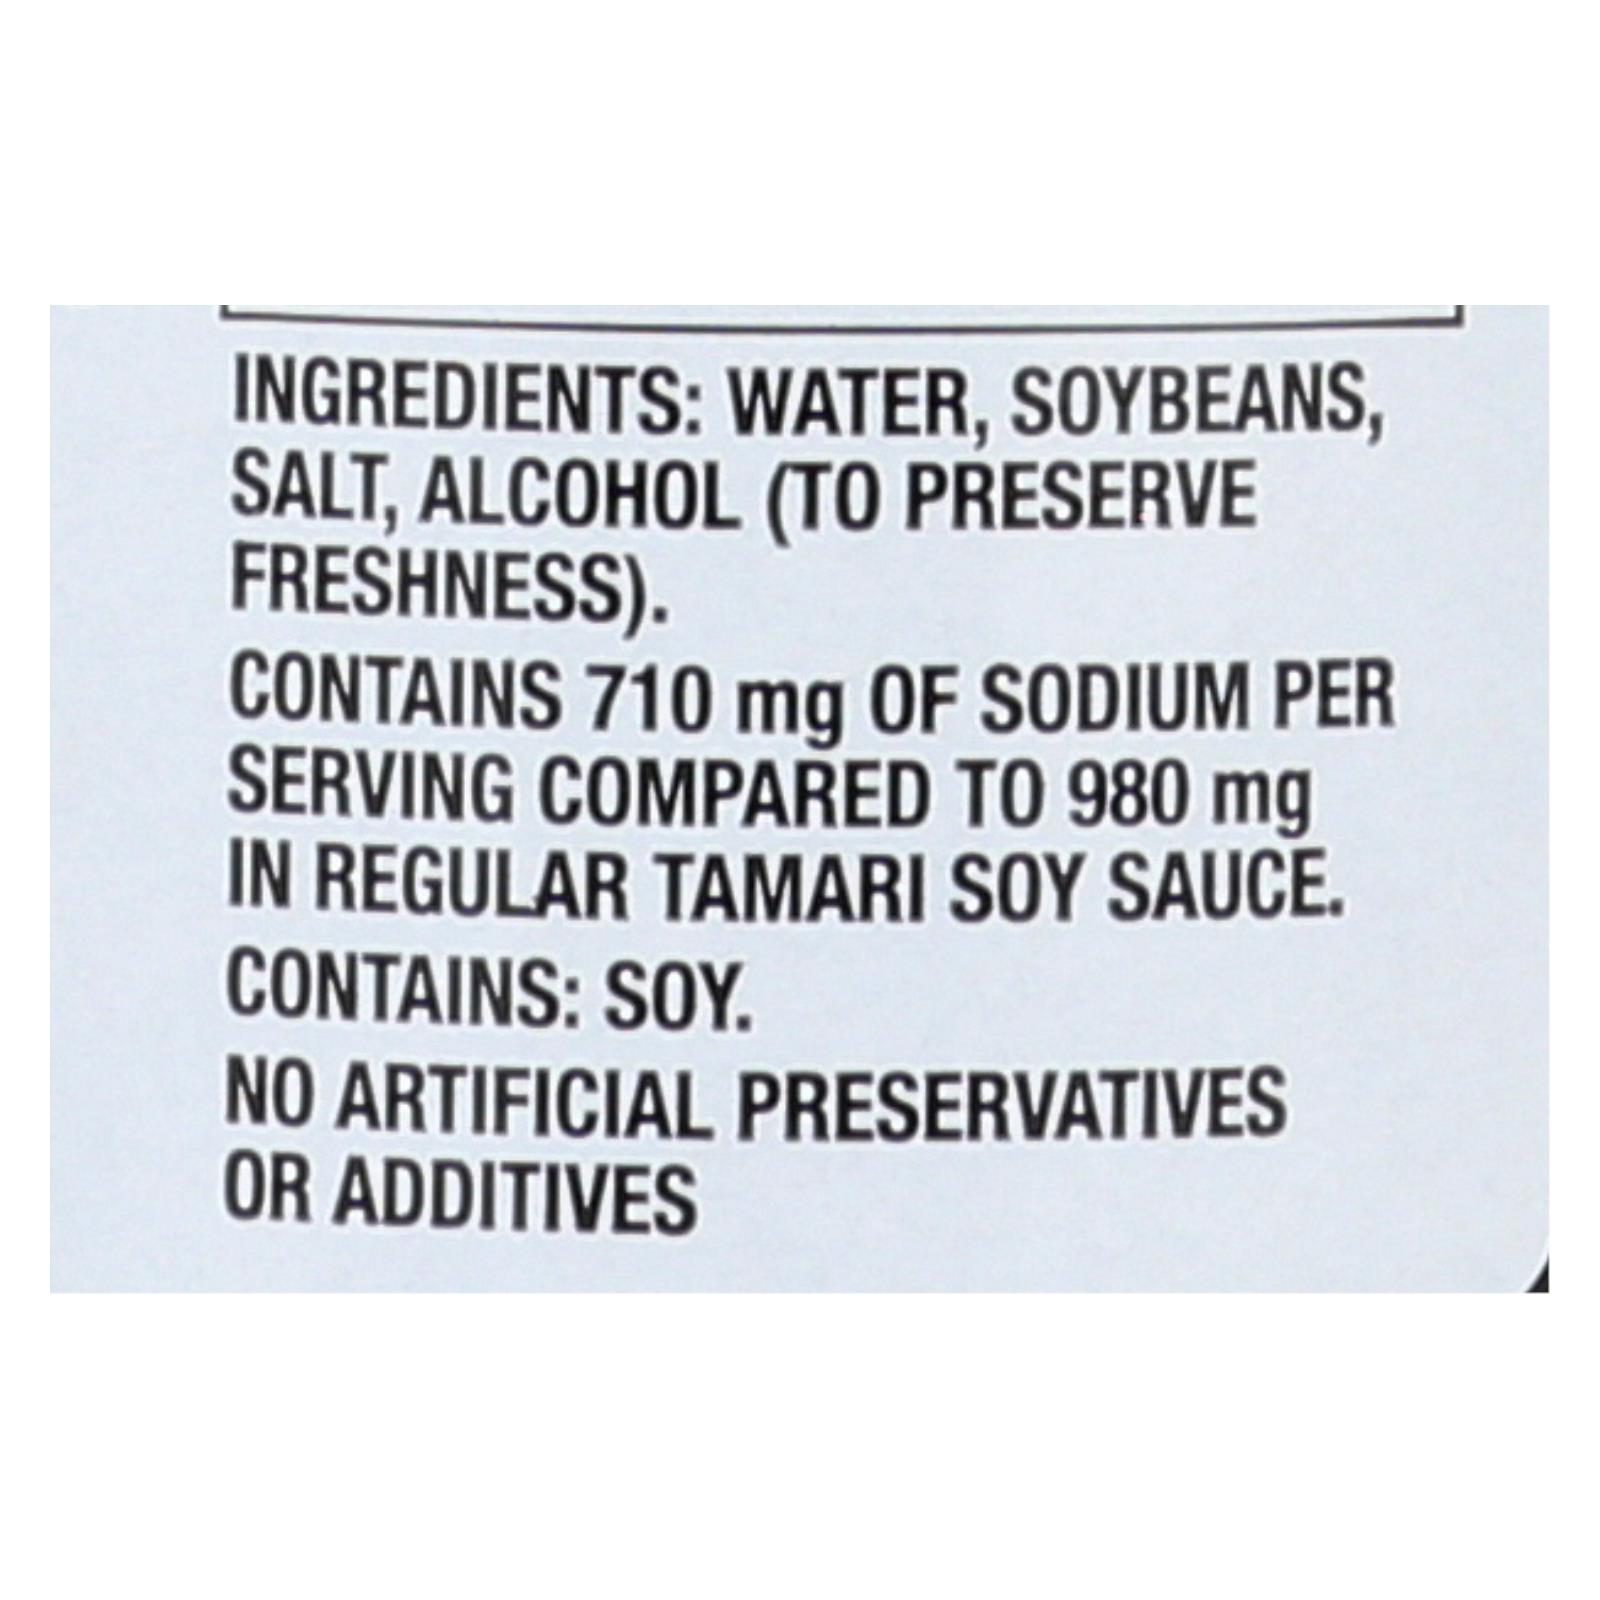 INGREDIENTS: WATER, SOYBEANS,
SALT, ALCOHOL (TO PRESERVE
FRESHNESS).
CONTAINS 710 mg OF SODIUM PER
SERVING COMPARED TO 980 mg
IN REGULAR TAMARI SOY SAUCE.
CONTAINS: SOY.
NO ARTIFICIAL PRESERVATIVES
OR ADDITIVES